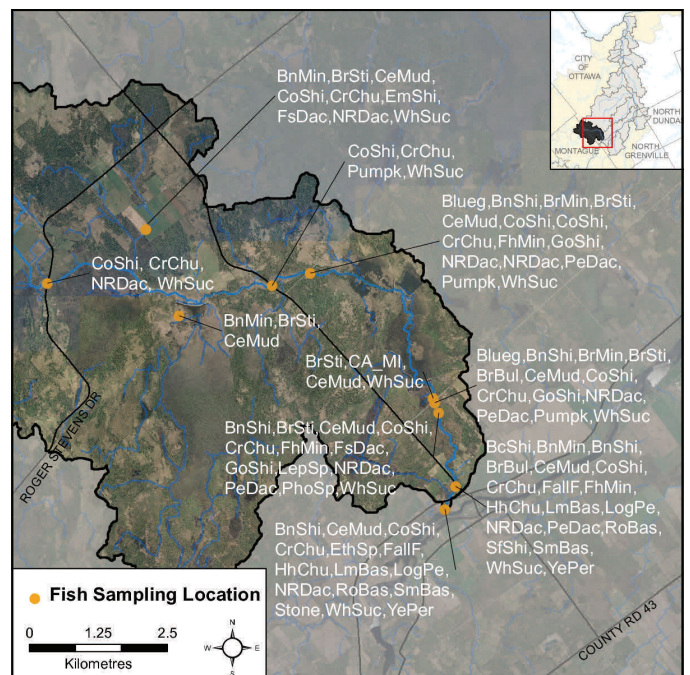 CITY
OF
OTTAWA
NORTH
DUNDA
MONTAGUE
NORTH
GRENVILLE
BnMin,BrSti,CeMud,
CoShi,CrChu,EmShi,
FsDac,NRDac,WhSuc
CoShi,CrChu,
Pumpk,WhSuc
Blueg,BnShi,BrMin,BrSti,
CeMud,CoShi,CoShi,
CrChu,FhMin,GoShi,
NRDac,NRDac,PeDac,
Pumpk,WhSuc
CoShi, CrChu,
NRDac, WhSuc
BnMin,BrSti,
CeMud
BrSti,CA_MI,
CeMud,WhSuc
Blueg,BnShi,BrMin,BrSti,
BrBul,CeMud,CoShi,
CrChu,GoShi,NRDac,
PeDac,Pumpk,WhSuc
BnShi,BrSti,CeMud,CoShi,
CrChu,FhMin,FsDac,
GoShi,LepSp,NRDac,
PeDac,PhoSp,WhSuc
BcShi,BnMin,BnShi,
BrBul,CeMud,CoShi,
CrChu,FallF,FhMin,
HhChu,LmBas,LogPe,
NRDac,PeDac,RoBas,
SfShi,SmBas,
WhSuc,YePer
BnShi,CeMud,CoShi,
CrChu,EthSp,FallF,
HhChu,LmBas,LogPe,
NRDac,RoBas,SmBas,
Stone,WhSuc,YePer
ROGER STEVENS DR
COUNTY RD 43
Fish Sampling Location
0 1.25 2.5
Kilometres
N
W E
S